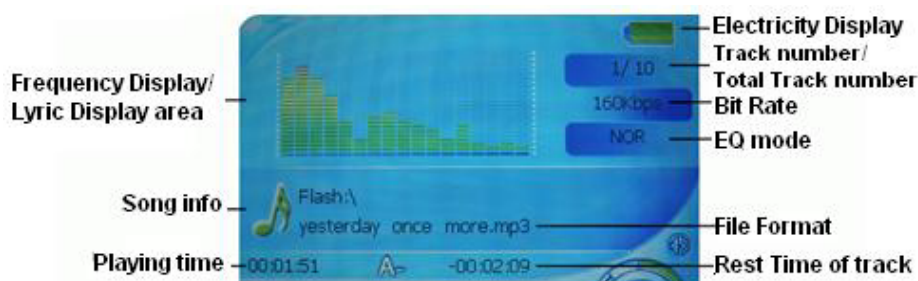 Electricity Display
Track number/
Total Track number
1/ 10
Frequency Display/
Lyric Display area
160Kbps
Bit Rate
NOR
EQ mode
Song info
Flash:\
yesterday once more.mp3
File Format
Playing time
00:01:51
A-
-00:02:09
Rest Time of track